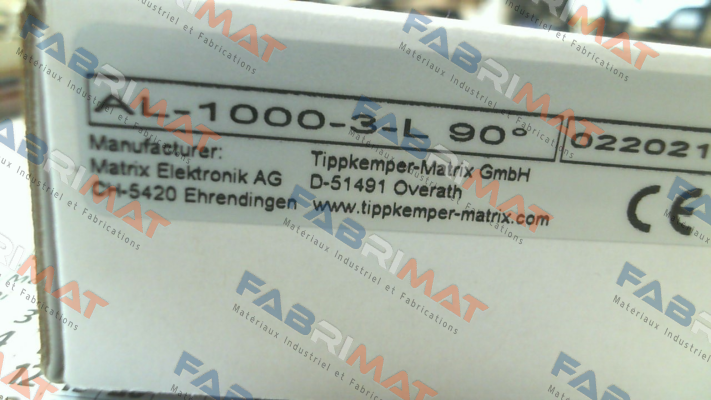 AL-1000-3-L 90° 022021
Manufacturer:
Matrix Elektronik AG
CH-5420 Ehrendingen
Tippkemper-Matrix GmbH
D-51491 Overath
www.tippkemper-matrix.com
CE
FABRIMAT
Matériaux Industriel et Fabrications